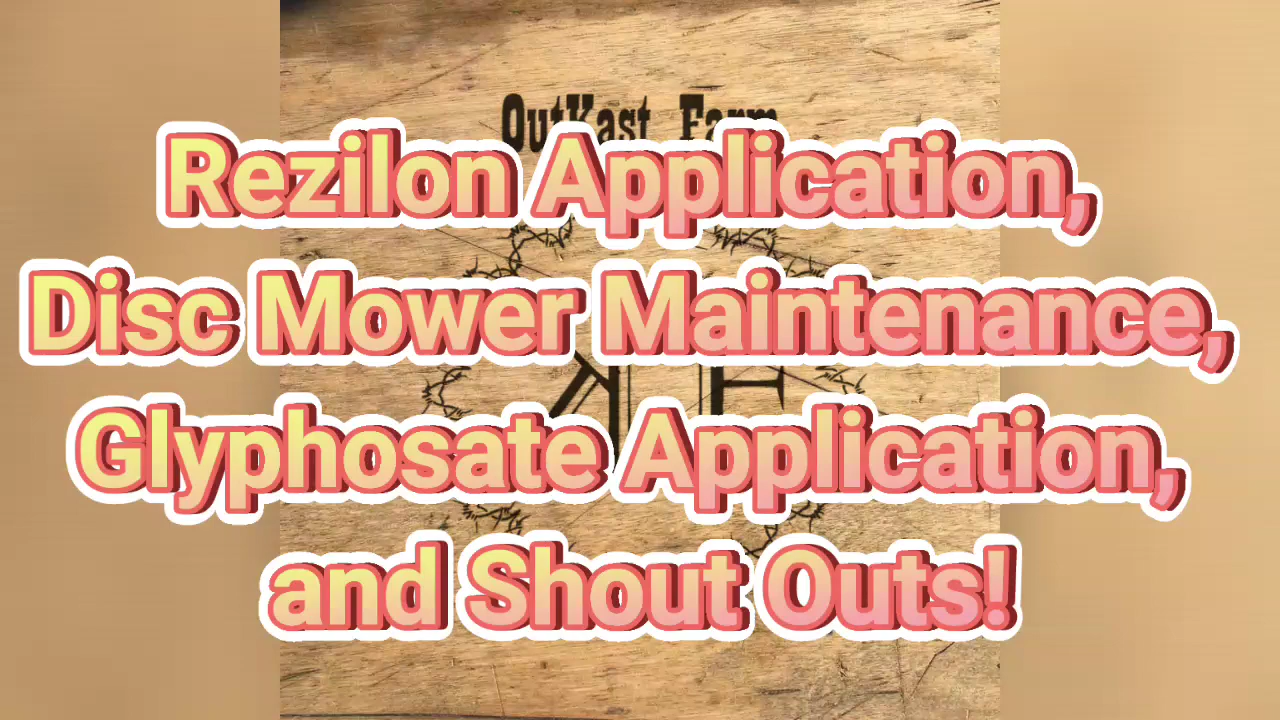 OutKast Farm
Rezilon Application,
Disc Mower Maintenance,
Glyphosate Application,
and Shout Outs!